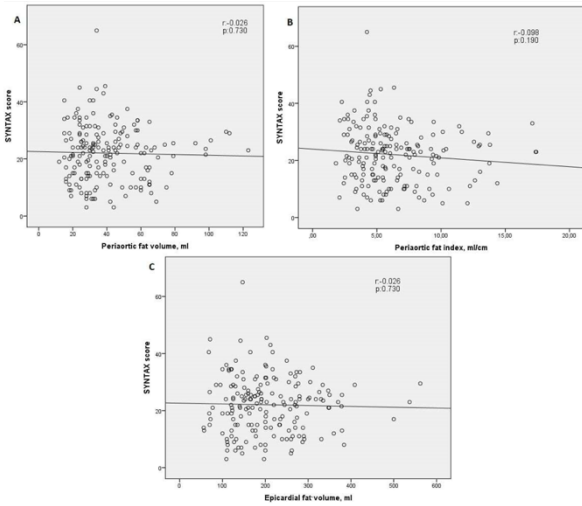 A
r:-0.026
p:0.730
SYNTAX score
60
40
20
0
0
20
40
60
80
100
120
Periaortic fat volume, ml
B
r:-0.098
p:0.190
SYNTAX score
60
40
20
0
,00
5,00
10,00
15,00
20,00
Periaortic fat index, ml/cm
C
r:-0.026
p:0.730
SYNTAX score
60
40
20
0
0
100
200
300
400
500
600
Epicardial fat volume, ml